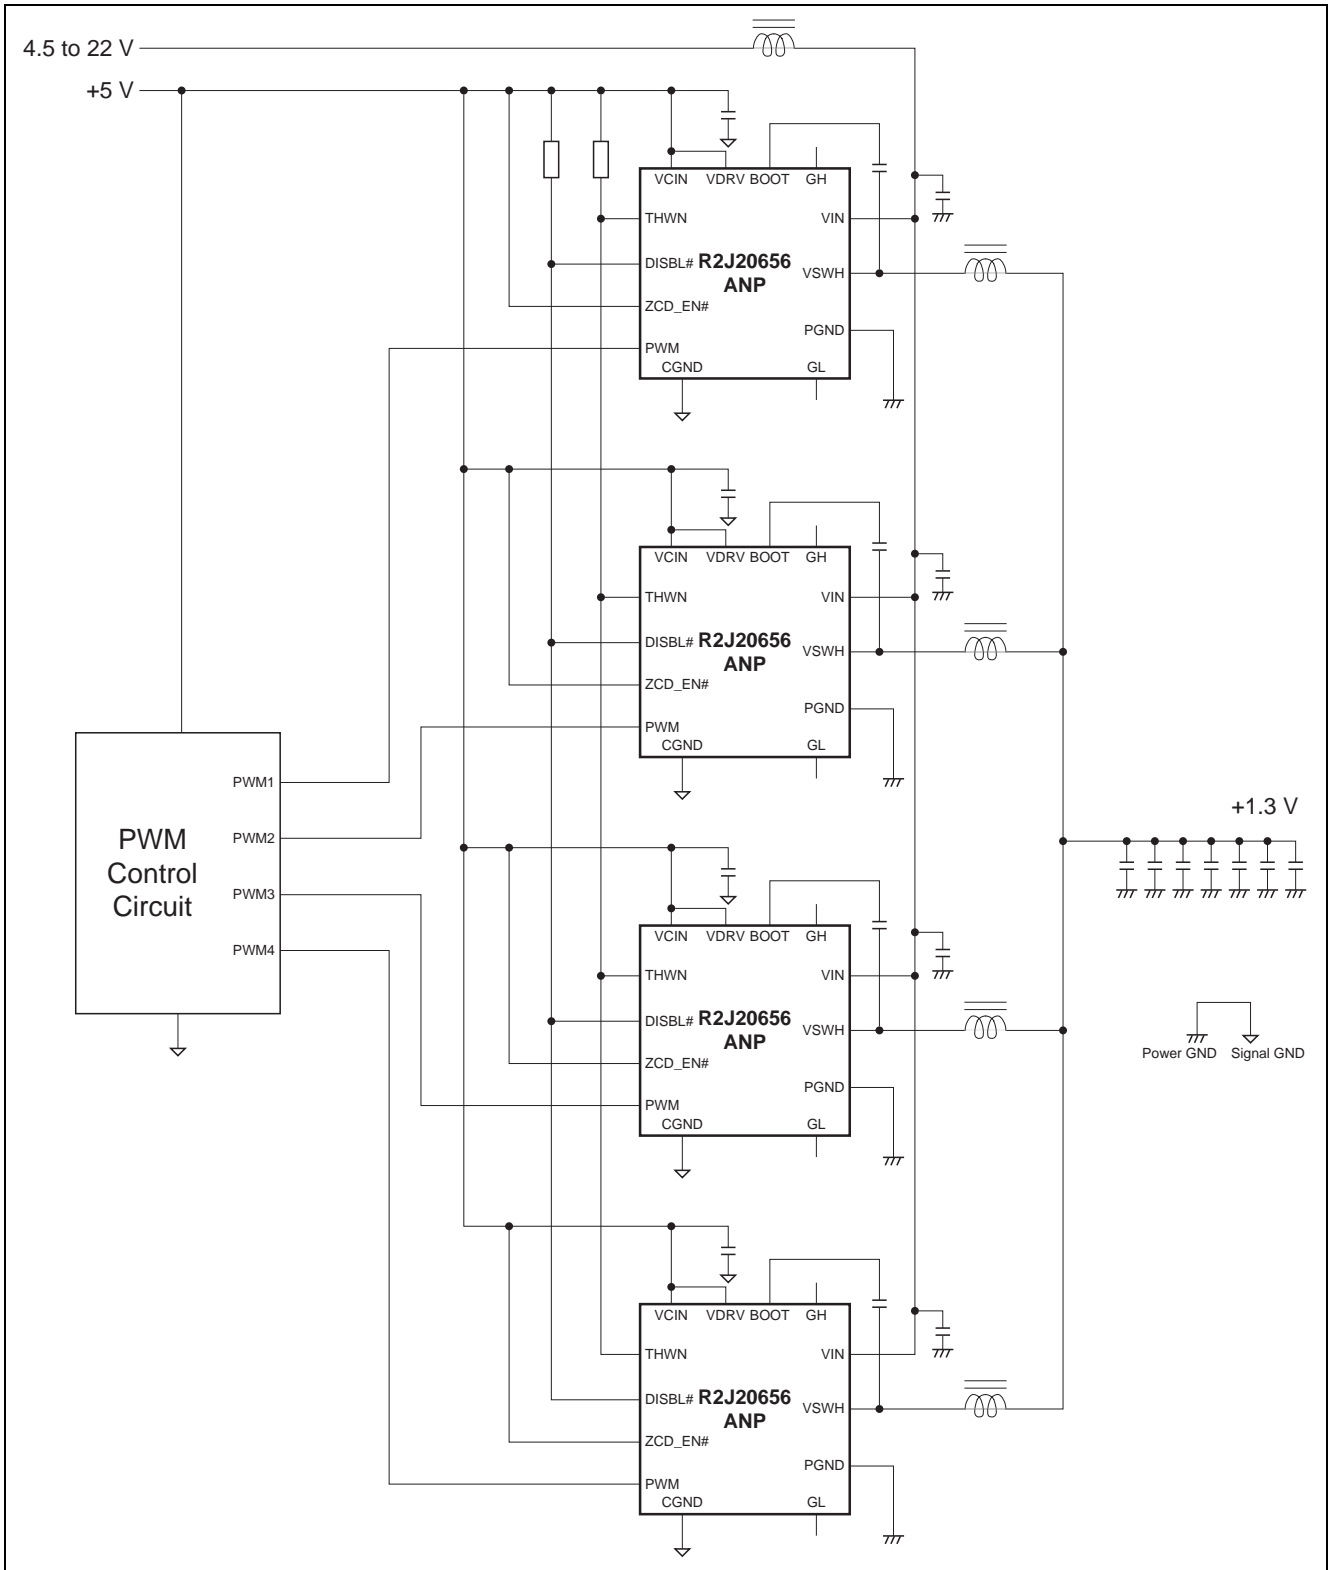 4.5 to 22 V
+5 V
VCIN VDRV BOOT GH
THWN VIN
DISBL# R2J20656 VSWH
ANP
ZCD_EN#
PGND
PWM
CGND GL
VCIN VDRV BOOT GH
THWN VIN
DISBL# R2J20656 VSWH
ANP
ZCD_EN#
PGND
PWM
CGND GL
PWM1
PWM2
PWM3
PWM4
PWM
Control
Circuit
+1.3 V
VCIN VDRV BOOT GH
THWN VIN
DISBL# R2J20656 VSWH
ANP
ZCD_EN#
PGND
PWM
CGND GL
Power GND Signal GND
VCIN VDRV BOOT GH
THWN VIN
DISBL# R2J20656 VSWH
ANP
ZCD_EN#
PGND
PWM
CGND GL